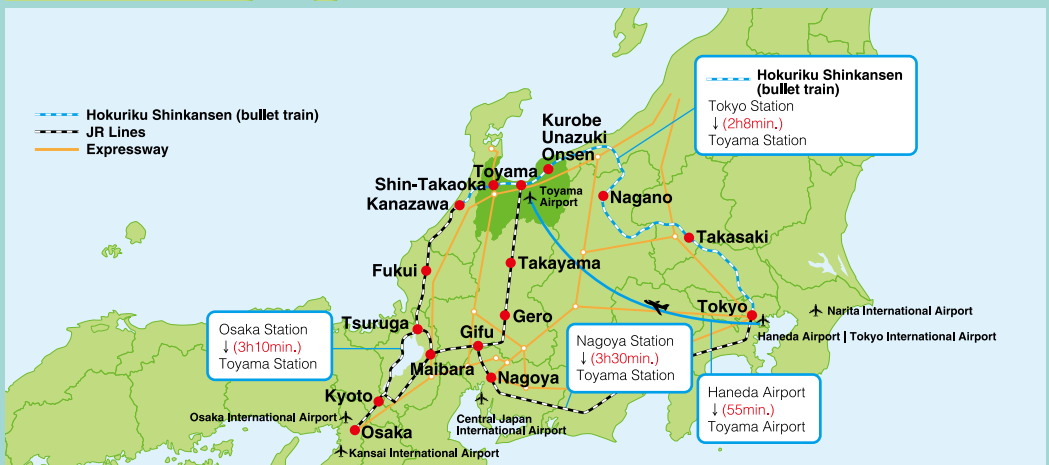 Hokuriku Shinkansen (bullet train)
JR Lines
Expressway
Hokuriku Shinkansen
(bullet train)
Tokyo Station
↓ (2h8min.)
Toyama Station
Kurobe
Unazuki
Onsen
Toyama
Shin-Takaoka
Kanazawa
Toyama
Airport
Nagano
Takasaki
Fukui
Takayama
Tokyo
Narita International Airport
Haneda Airport | Tokyo International Airport
Tsuruga
Gifu
Gero
Osaka Station
↓ (3h10min.)
Toyama Station
Maibara
Nagoya
Nagoya Station
↓ (3h30min.)
Toyama Station
Haneda Airport
↓ (55min.)
Toyama Airport
Kyoto
Osaka International Airport
Osaka
Central Japan
International Airport
Kansai International Airport